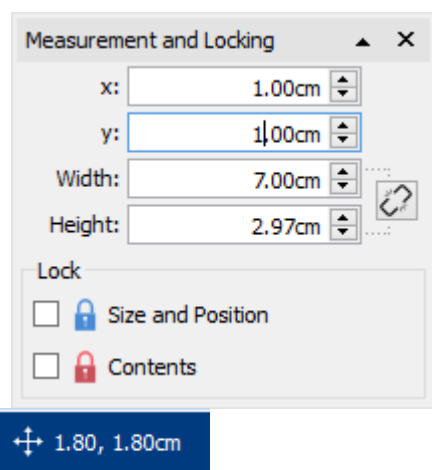 Measurement and Locking
x: 1.00cm
y: 1.00cm
Width: 7.00cm
Height: 2.97cm
Lock
Size and Position
Contents
1.80, 1.80cm